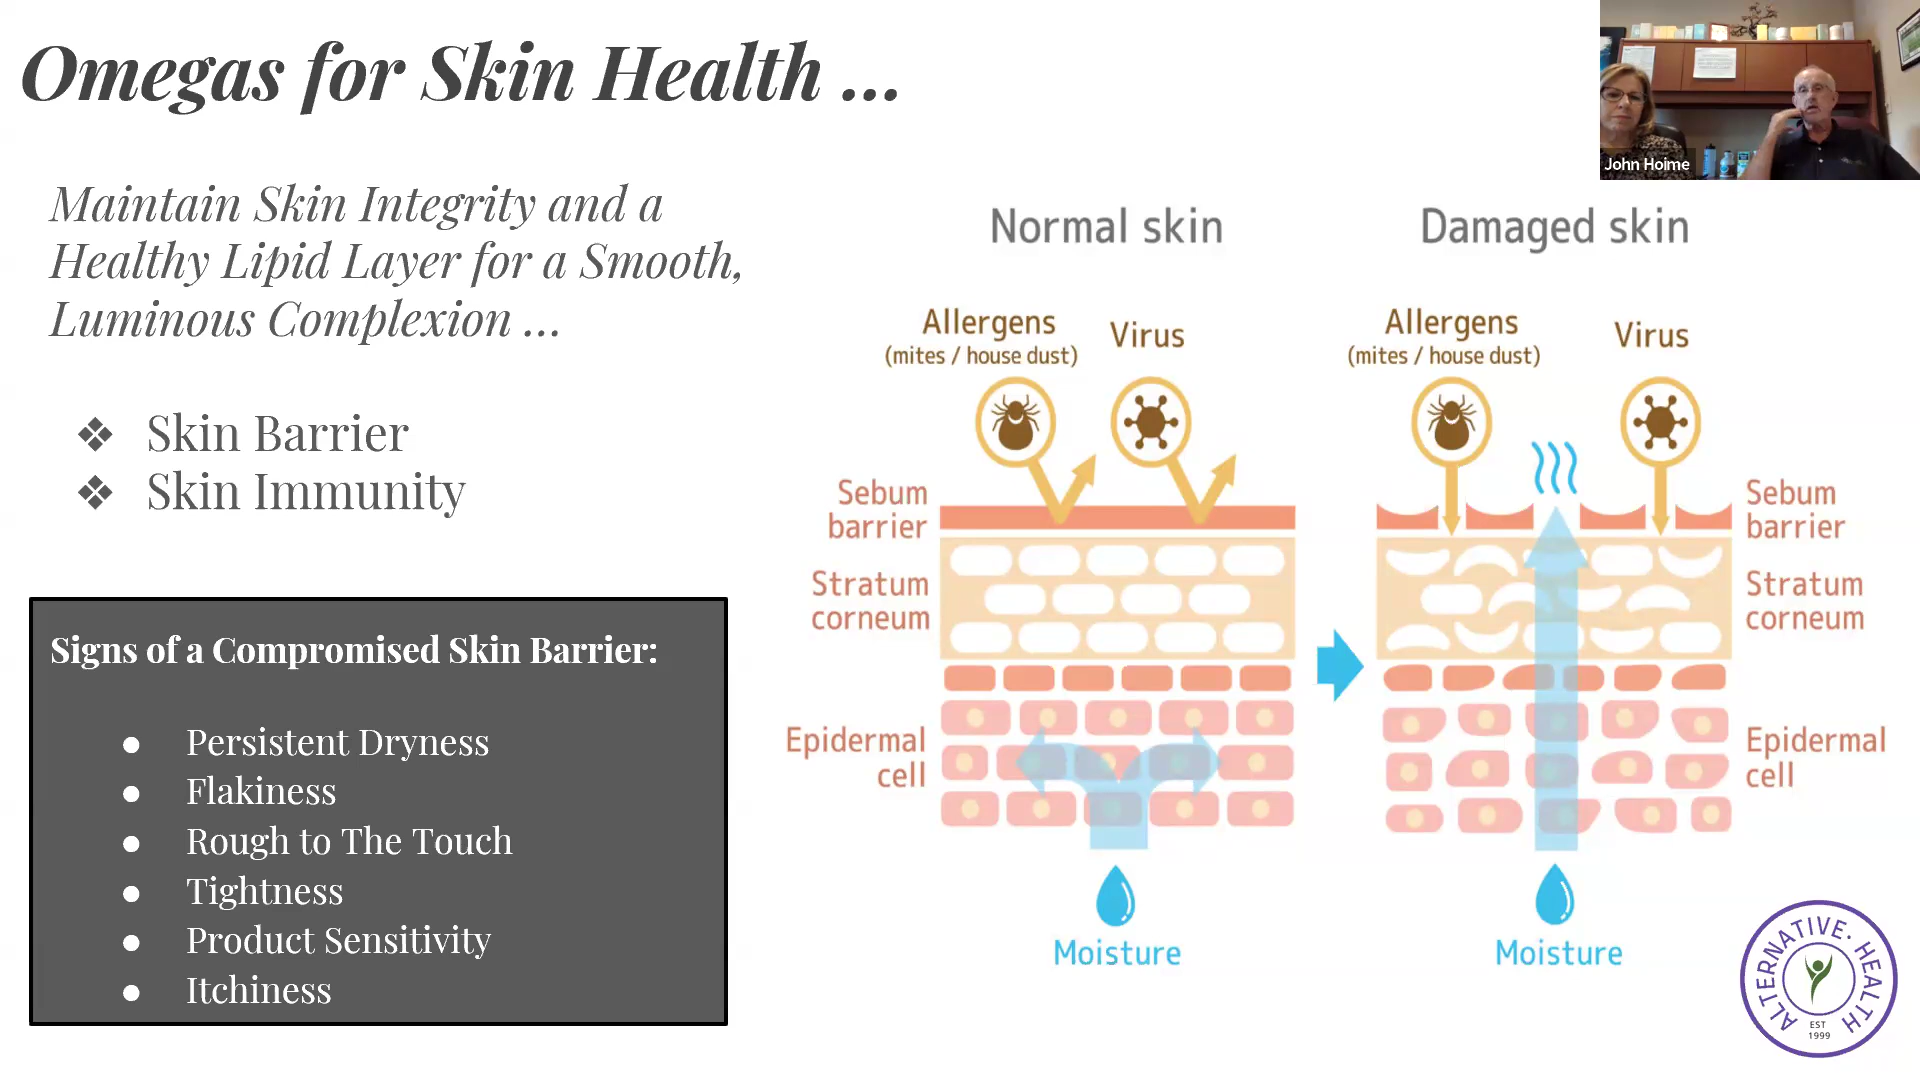 Omegas for Skin Health ...
John Hoime
Maintain Skin Integrity and a
Healthy Lipid Layer for a Smooth,
Luminous Complexion ...
❖ Skin Barrier
❖ Skin Immunity
Signs of a Compromised Skin Barrier:
● Persistent Dryness
● Flakiness
● Rough to The Touch
● Tightness
● Product Sensitivity
● Itchiness
Normal skin
Allergens
(mites / house dust)
Virus
Sebum
barrier
Stratum
corneum
Epidermal
cell
Moisture
Damaged skin
Allergens
(mites / house dust)
Virus
Sebum
barrier
Stratum
corneum
Epidermal
cell
Moisture
ALTERNATIVE · HEALTH
EST
1999